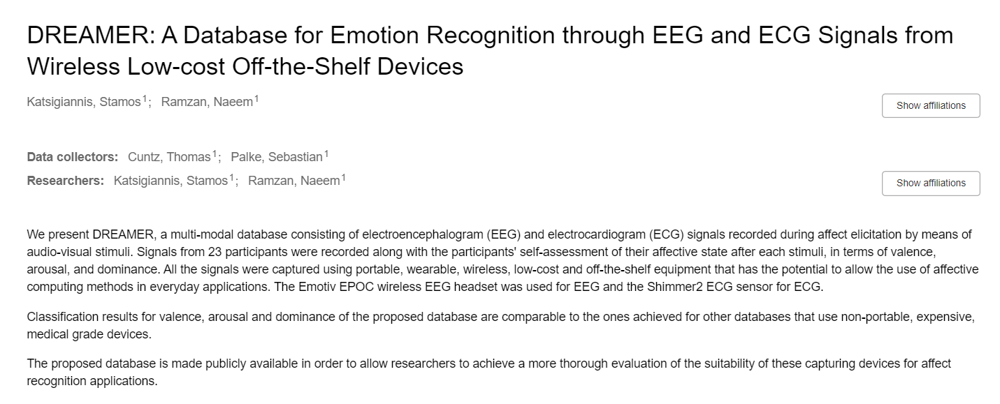 DREAMER: A Database for Emotion Recognition through EEG and ECG Signals from
Wireless Low-cost Off-the-Shelf Devices
Katsigiannis, Stamos1; Ramzan, Naeem1
Show affiliations
Data collectors: Cuntz, Thomas1; Palke, Sebastian1
Researchers: Katsigiannis, Stamos1; Ramzan, Naeem1
Show affiliations
We present DREAMER, a multi-modal database consisting of electroencephalogram (EEG) and electrocardiogram (ECG) signals recorded during affect elicitation by means of
audio-visual stimuli. Signals from 23 participants were recorded along with the participants' self-assessment of their affective state after each stimuli, in terms of valence,
arousal, and dominance. All the signals were captured using portable, wearable, wireless, low-cost and off-the-shelf equipment that has the potential to allow the use of affective
computing methods in everyday applications. The Emotiv EPOC wireless EEG headset was used for EEG and the Shimmer2 ECG sensor for ECG.
Classification results for valence, arousal and dominance of the proposed database are comparable to the ones achieved for other databases that use non-portable, expensive,
medical grade devices.
The proposed database is made publicly available in order to allow researchers to achieve a more thorough evaluation of the suitability of these capturing devices for affect
recognition applications.